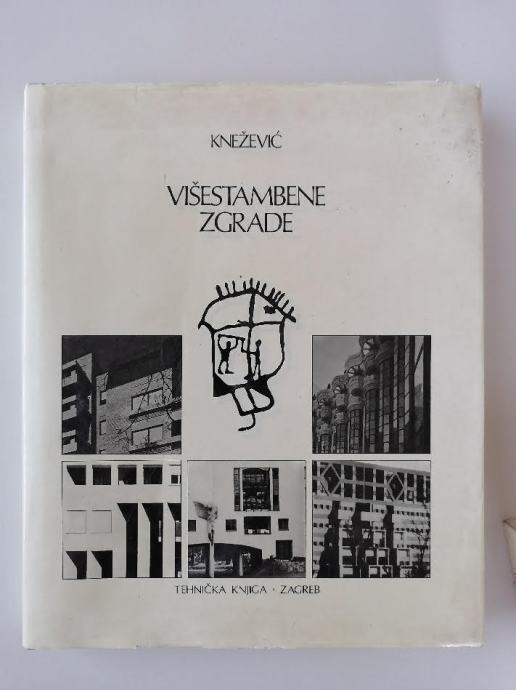 KNEŽEVIĆ
VIŠESTAMBENE
ZGRADE
TEHNIČKA KNJIGA · ZAGREB